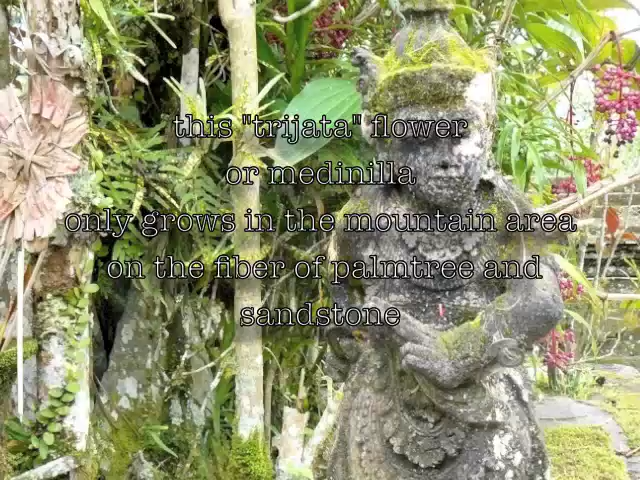 this "trijata" flower
or medinilla
only grows in the mountain area
on the fiber of palmtree and
sandstone